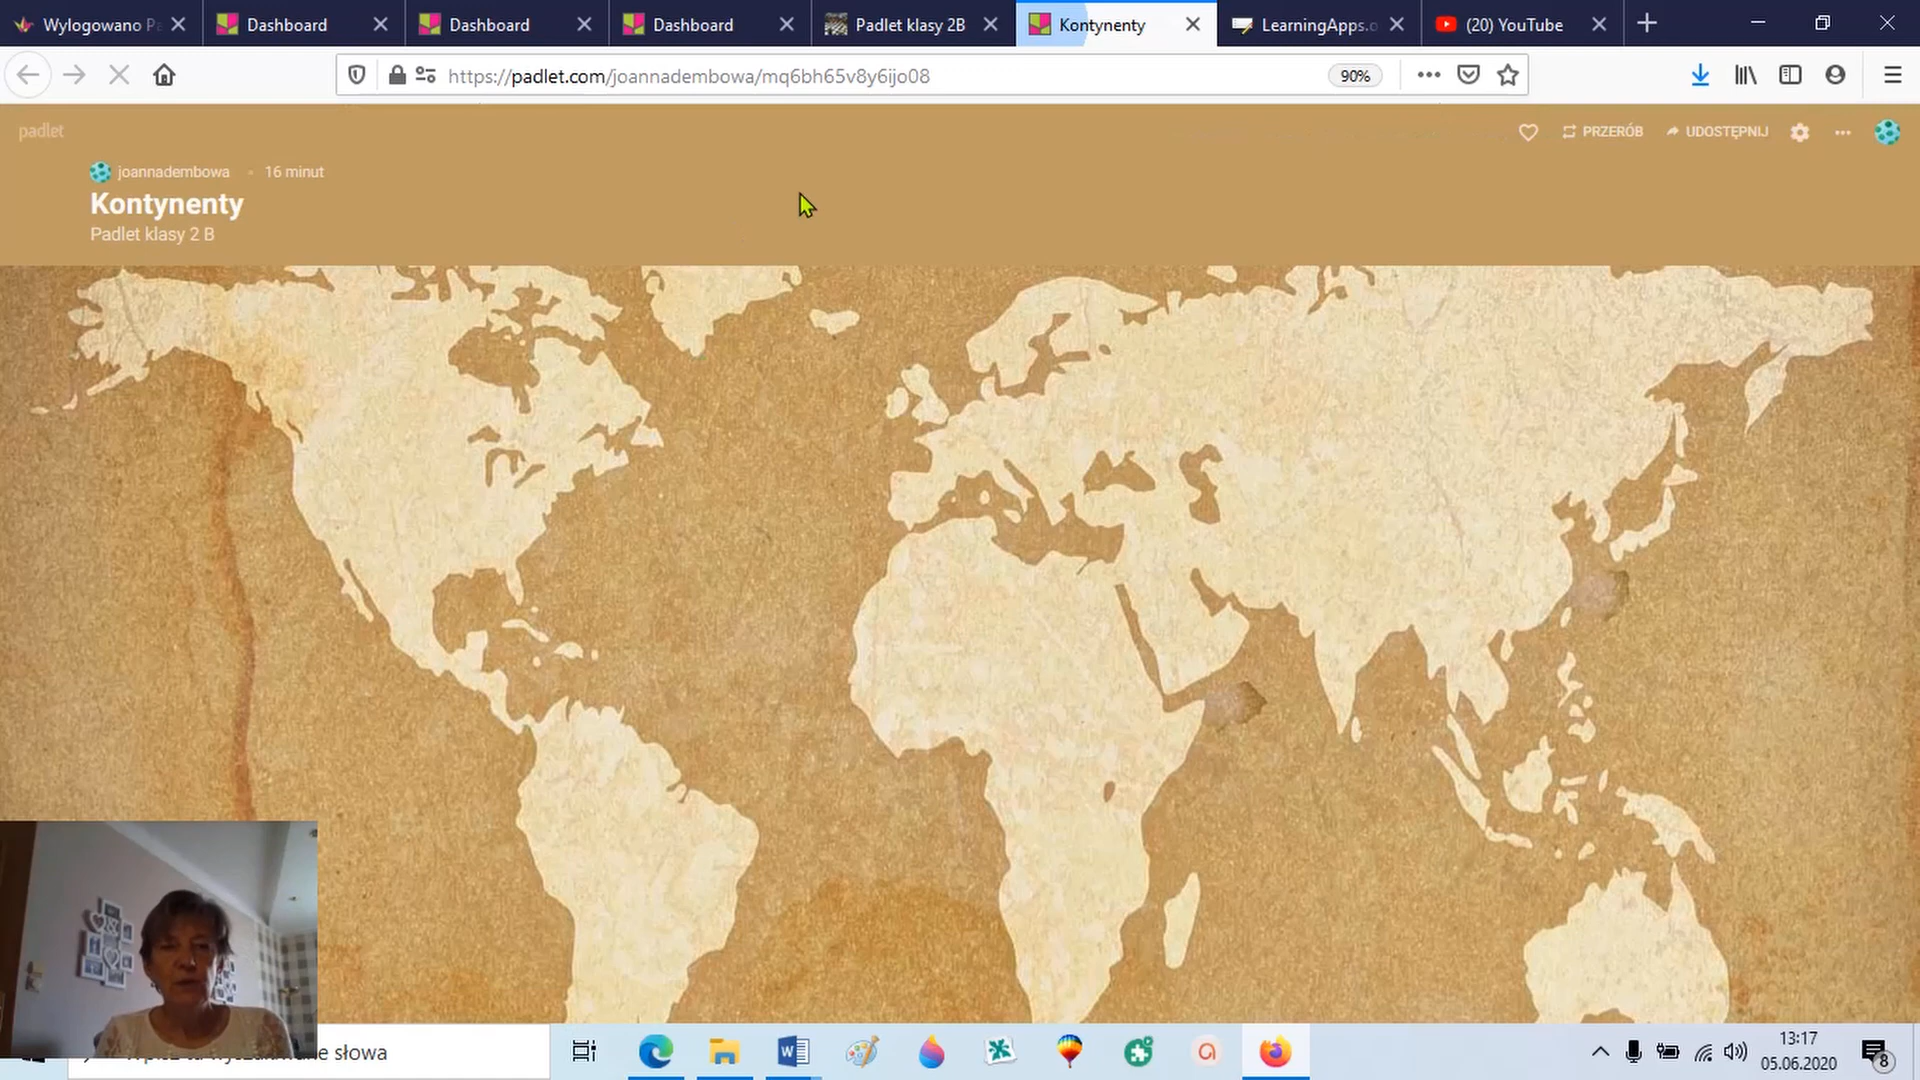 Wylogowano Pa
Dashboard
Dashboard
Dashboard
Padlet klasy 2B
Kontynenty
LearningApps.o
(20) YouTube
https://padlet.com/joannadembowa/mq6bh65v8y6ijo08
90%
padlet
PRZERÓB
UDOSTĘPNIJ
joannadembowa • 16 minut
Kontynenty
Padlet klasy 2 B
słowa
13:17
05.06.2020
8